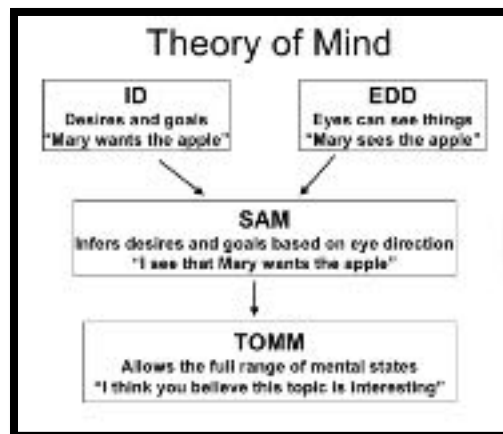 Theory of Mind
ID
Desires and goals
"Mary wants the apple"
EDD
Eyes can see things
"Mary sees the apple"
SAM
Infers desires and goals based on eye direction
"I see that Mary wants the apple"
TOMM
Allows the full range of mental states
"I think you believe this topic is interesting"